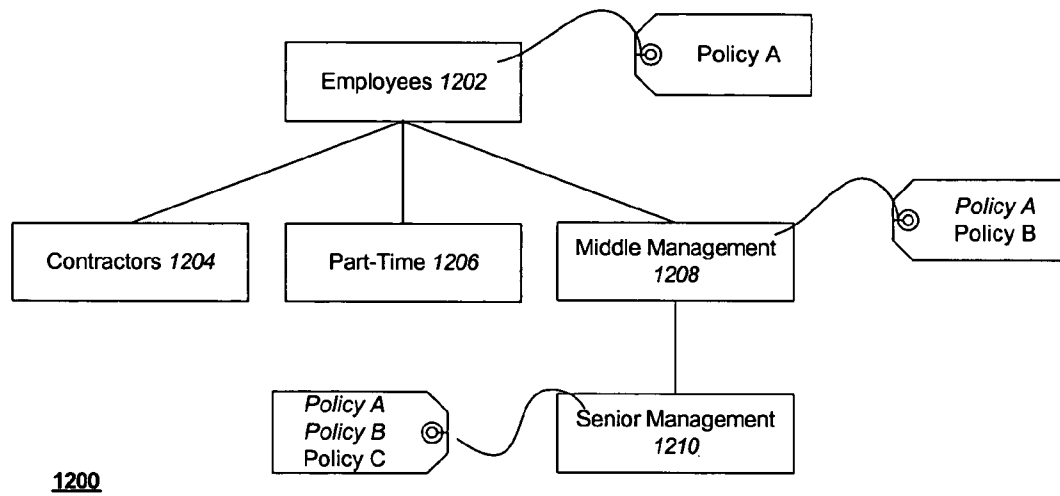 Employees 1202
Policy A
Contractors 1204
Part-Time 1206
Middle Management
1208
Policy A
Policy B
Policy A
Policy B
Policy C
Senior Management
1210
1200